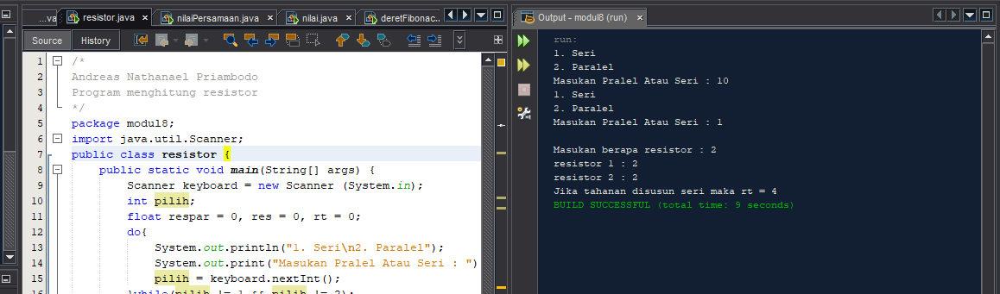 ...va
resistor.java
nilaiPersamaan.java
nilai.java
deretFibonac...
Source
History
1 /*
2 Andreas Nathanael Priambodo
3 Program menghitung resistor
4 */
5 package modul8;
6 import java.util.Scanner;
7 public class resistor {
8 public static void main(String[] args) {
9 Scanner keyboard = new Scanner (System.in);
10 int pilih;
11 float respar = 0, res = 0, rt = 0;
12 do{
13 System.out.println("1. Seri\n2. Paralel");
14 System.out.print("Masukan Pralel Atau Seri : ")
15 pilih = keyboard.nextInt();
16 }while(pilih != 1 && pilih != 2);
Output - modul8 (run)
run:
1. Seri
2. Paralel
Masukan Pralel Atau Seri : 10
1. Seri
2. Paralel
Masukan Pralel Atau Seri : 1
Masukan berapa resistor : 2
resistor 1 : 2
resistor 2 : 2
Jika tahanan disusun seri maka rt = 4
BUILD SUCCESSFUL (total time: 9 seconds)